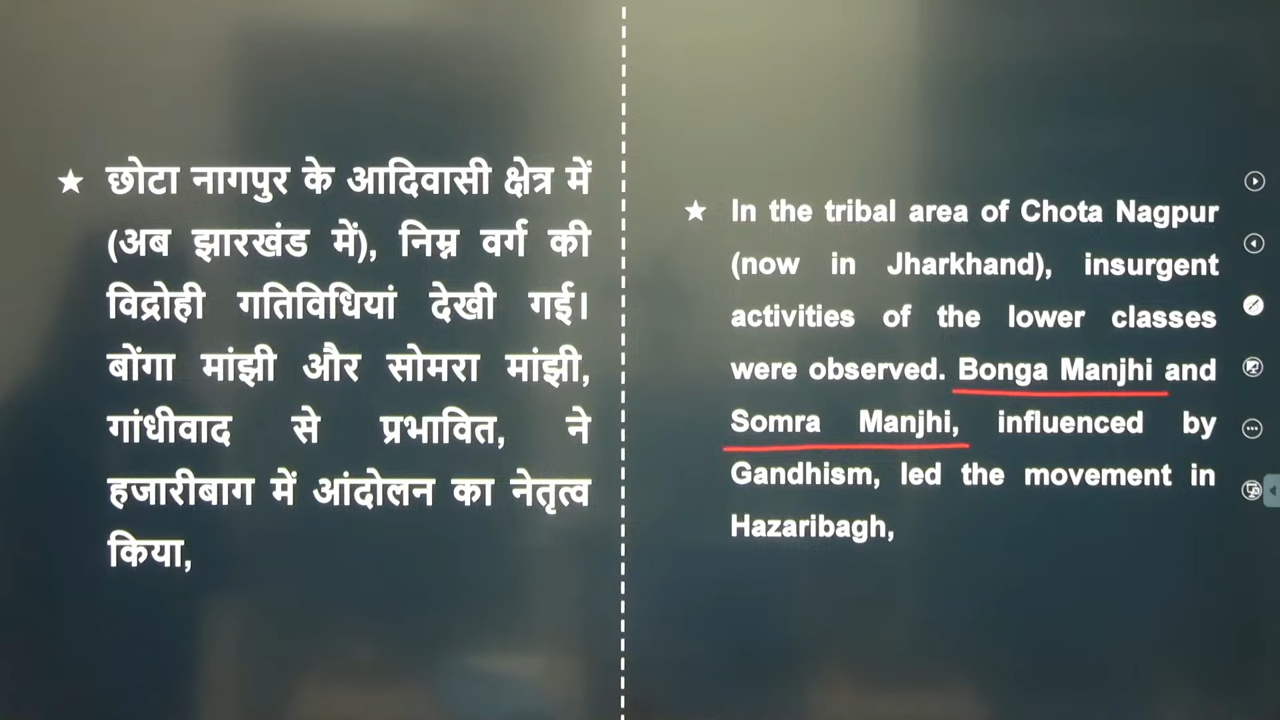 ★ छोटा नागपुर के आदिवासी क्षेत्र में
(अब झारखंड में), निम्न वर्ग की
विद्रोही गतिविधियां देखी गई।
बोंगा मांझी और सोमरा मांझी,
गांधीवाद से प्रभावित, ने
हजारीबाग में आंदोलन का नेतृत्व
किया,
★ In the tribal area of Chota Nagpur
(now in Jharkhand), insurgent
activities of the lower classes
were observed. Bonga Manjhi and
Somra Manjhi, influenced by
Gandhism, led the movement in
Hazaribagh,